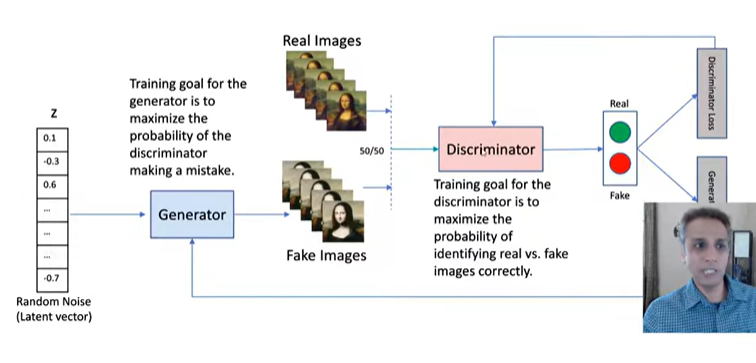 Real Images
Training goal for the
generator is to
maximize the
probability of the
discriminator
making a mistake.
Z
0.1
-0.3
0.6
...
...
...
-0.7
Random Noise
(Latent vector)
Generator
Fake Images
50/50
Discriminator
Training goal for the
discriminator is to
maximize the
probability of
identifying real vs. fake
images correctly.
Real
Fake
Discriminator Loss
General